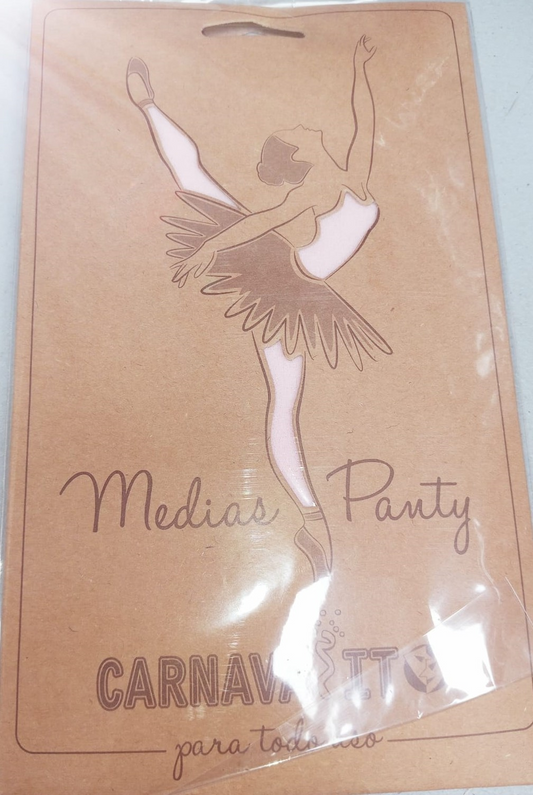 Medias Panty
CARNAVALITO
para todo uso